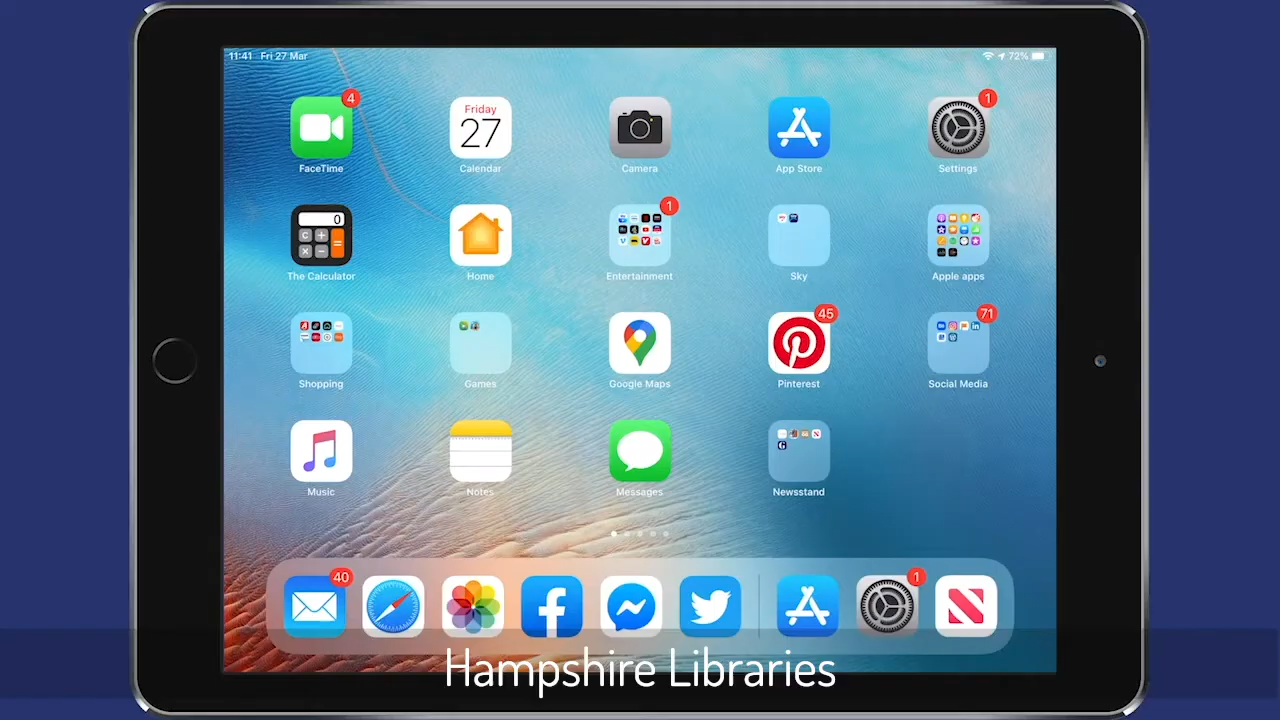 11:41 Fri 27 Mar 72%
4 1
Friday
27
FaceTime Calendar Camera App Store Settings
0
1
The Calculator Home Entertainment Sky Apple apps
45 71
Shopping Games Google Maps Pinterest Social Media
Music Notes Messages Newsstand
40 1
Hampshire Libraries